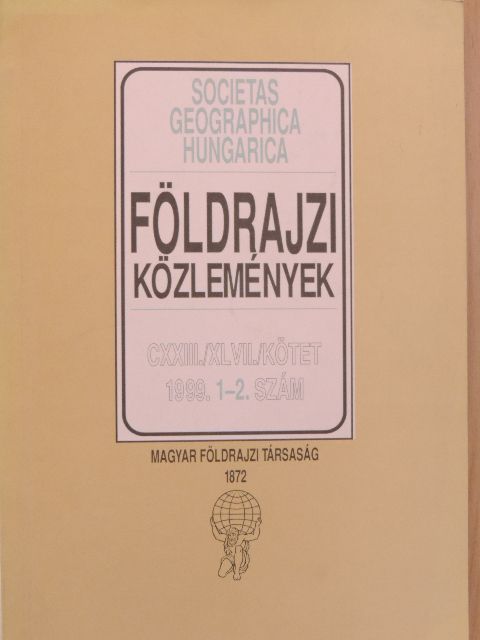 SOCIETAS
GEOGRAPHICA
HUNGARICA
FÖLDRAJZI
KÖZLEMÉNYEK
CXXIII./XLVII./KÖTET
1999. 1–2. SZÁM
MAGYAR FÖLDRAJZI TÁRSASÁG
1872